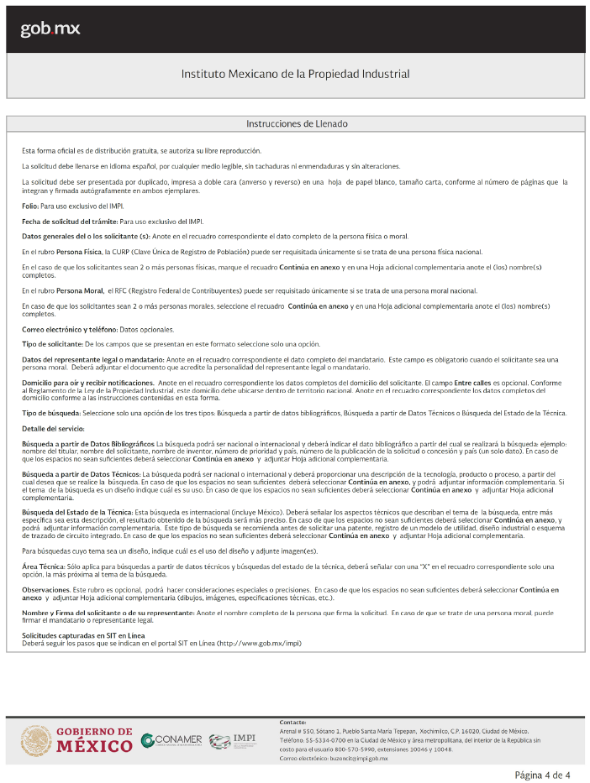 gob.mx
Instituto Mexicano de la Propiedad Industrial
Instrucciones de Llenado
Esta forma oficial es de distribución gratuita, se autoriza su libre reproducción.
La solicitud debe llenarse en idioma español, por cualquier medio legible, sin tachaduras ni enmendaduras y sin alteraciones.
La solicitud debe ser presentada por duplicado, impresa a doble cara (anverso y reverso) en una hoja de papel blanco, tamaño carta, conforme al número de páginas que la
integran y firmada autógrafamente en ambos ejemplares.
Folio: Para uso exclusivo del IMPI.
Fecha de solicitud del trámite: Para uso exclusivo del IMPI.
Datos generales del o los solicitante (s): Anote en el recuadro correspondiente el dato completo de la persona física o moral.
En el rubro Persona Física, la CURP (Clave Única de Registro de Población) puede ser requisitada únicamente si se trata de una persona física nacional.
En el caso de que los solicitantes sean 2 o más personas físicas, marque el recuadro Continúa en anexo y en una Hoja adicional complementaria anote el (los) nombre(s)
completos.
En el rubro Persona Moral, el RFC (Registro Federal de Contribuyentes) puede ser requisitado únicamente si se trata de una persona moral nacional.
En caso de que los solicitantes sean 2 o más personas morales, seleccione el recuadro Continúa en anexo y en una Hoja adicional complementaria anote el (los) nombre(s)
completos.
Correo electrónico y teléfono: Datos opcionales.
Tipo de solicitante: De los campos que se presentan en este formato seleccione solo una opción.
Datos del representante legal o mandatario: Anote en el recuadro correspondiente el dato completo del mandatario. Este campo es obligatorio cuando el solicitante sea una
persona moral. Deberá adjuntar el documento que acredite la personalidad del representante legal o mandatario.
Domicilio para oír y recibir notificaciones. Anote en el recuadro correspondiente los datos completos del domicilio del solicitante. El campo Entre calles es opcional. Conforme
al Reglamento de la Ley de la Propiedad Industrial, este domicilio debe ubicarse dentro de territorio nacional. Anote en el recuadro correspondiente los datos completos del
domicilio conforme a las instrucciones contenidas en esta forma.
Tipo de búsqueda: Seleccione solo una opción de los tres tipos: Búsqueda a partir de datos bibliográficos, Búsqueda a partir de Datos Técnicos o Búsqueda del Estado de la Técnica.
Detalle del servicio:
Búsqueda a partir de Datos Bibliográficos La búsqueda podrá ser nacional o internacional y deberá indicar el dato bibliográfico a partir del cual se realizará la búsqueda ejemplo:
nombre del titular, nombre del solicitante, nombre de inventor, número de prioridad y país, número de la publicación de la solicitud o concesión y país (un solo dato). En caso de
que los espacios no sean suficientes deberá seleccionar Continúa en anexo y adjuntar Hoja adicional complementaria.
Búsqueda a partir de Datos Técnicos: La búsqueda podrá ser nacional o internacional y deberá proporcionar una descripción de la tecnología, producto o proceso, a partir del
cual desea que se realice la búsqueda. En caso de que los espacios no sean suficientes deberá seleccionar Continúa en anexo, y podrá adjuntar información complementaria. Si
el tema de la búsqueda es un diseño indique cuál es su uso. En caso de que los espacios no sean suficientes deberá seleccionar Continúa en anexo y adjuntar Hoja adicional
complementaria.
Búsqueda del Estado de la Técnica: Esta búsqueda es internacional (incluye México). Deberá señalar los aspectos técnicos que describan el tema de la búsqueda, entre más
específica sea esta descripción, el resultado obtenido de la búsqueda será más preciso. En caso de que los espacios no sean suficientes deberá seleccionar Continúa en anexo, y
podrá adjuntar información complementaria. Este tipo de búsqueda se recomienda antes de solicitar una patente, registro de un modelo de utilidad, diseño industrial o esquema
de trazado de circuito integrado. En caso de que los espacios no sean suficientes deberá seleccionar Continúa en anexo y adjuntar Hoja adicional complementaria.
Para búsquedas cuyo tema sea un diseño, indique cuál es el uso del diseño y adjunte imagen(es).
Área Técnica: Sólo aplica para búsquedas a partir de datos técnicos y búsquedas del estado de la técnica, deberá señalar con una "X" en el recuadro correspondiente solo una
opción, la más próxima al tema de la búsqueda.
Observaciones. Este rubro es opcional, podrá hacer consideraciones especiales o precisiones. En caso de que los espacios no sean suficientes deberá seleccionar Continúa en
anexo y adjuntar Hoja adicional complementaria (dibujos, imágenes, especificaciones técnicas, etc.).
Nombre y Firma del solicitante o de su representante: Anote el nombre completo de la persona que firma la solicitud. En caso de que se trate de una persona moral, puede
firmar el mandatario o representante legal.
Solicitudes capturadas en SIT en Línea
Deberá seguir los pasos que se indican en el portal SIT en Línea (http://www.gob.mx/impi)
GOBIERNO DE
MÉXICO
CONAMER
IMPI
Contacto:
Arenal # 550, Sótano 2, Pueblo Santa María Tepepan, Xochimilco, C.P. 16020, Ciudad de México.
Teléfono: 55-5334-0700 en la Ciudad de México y área metropolitana, del interior de la República sin
costo para el usuario 800-570-5990, extensiones 10046 y 10048.
Página 4 de 4